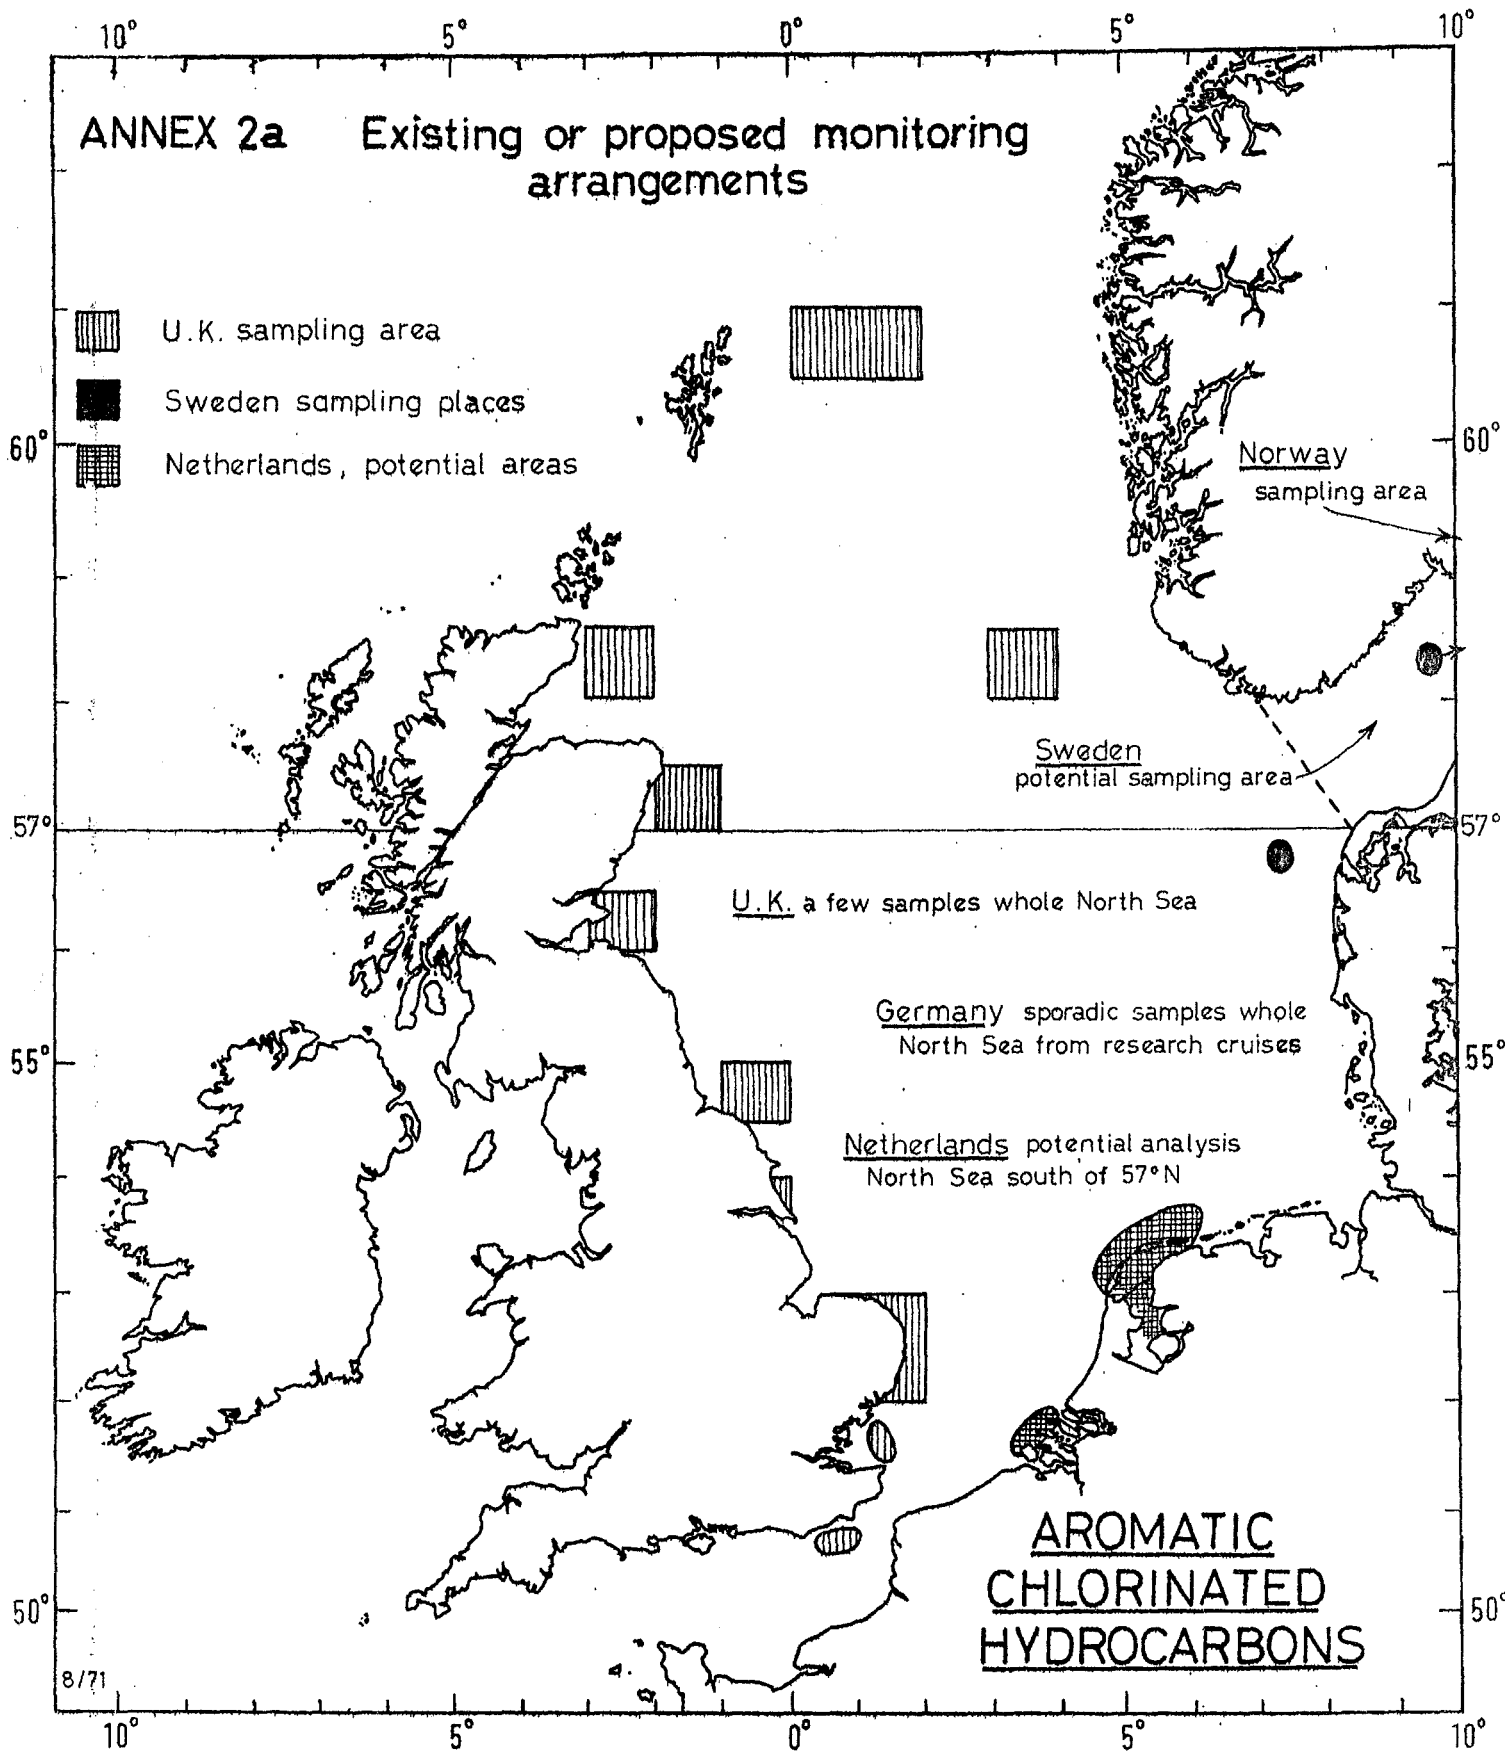 10° 5° 0° 5° 10°
ANNEX 2a Existing or proposed monitoring
arrangements
U.K. sampling area
Sweden sampling places
60° 60°
Netherlands, potential areas
Norway
sampling area
Sweden
potential sampling area
57° 57°
U.K. a few samples whole North Sea
Germany sporadic samples whole
North Sea from research cruises
55° 55°
Netherlands potential analysis
North Sea south of 57°N
AROMATIC
CHLORINATED
HYDROCARBONS
50° 50°
8/71
10° 5° 0° 5° 10°